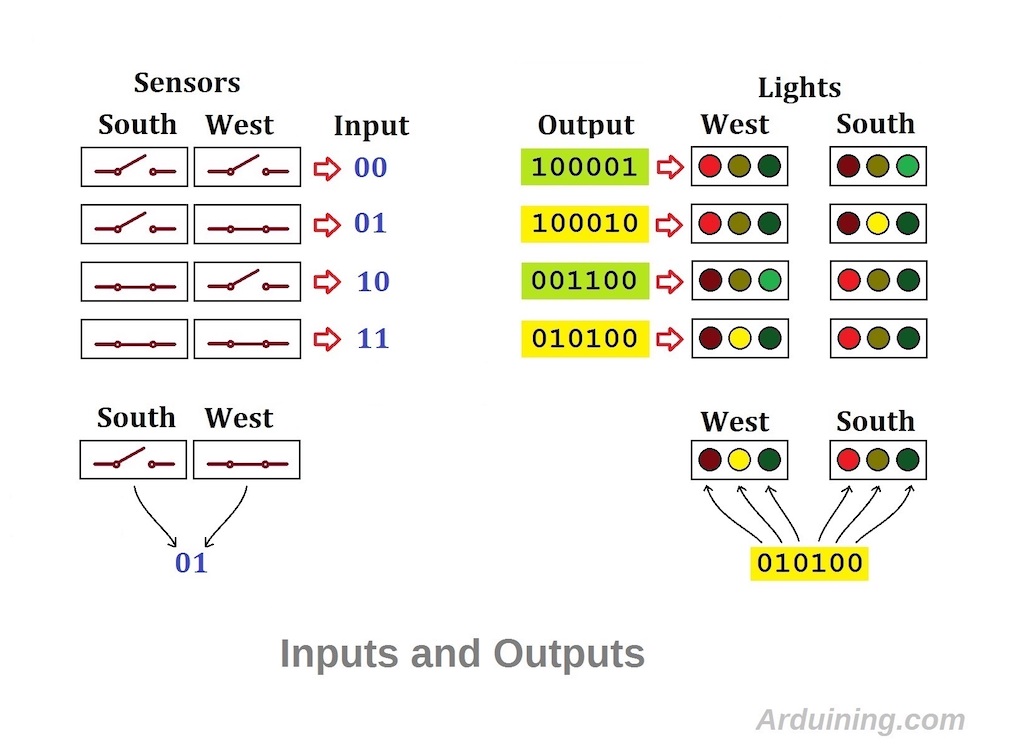 Sensors
South West Input
00
01
10
11
South West
01
Lights
Output West South
100001
100010
001100
010100
West South
010100
Inputs and Outputs
Arduining.com